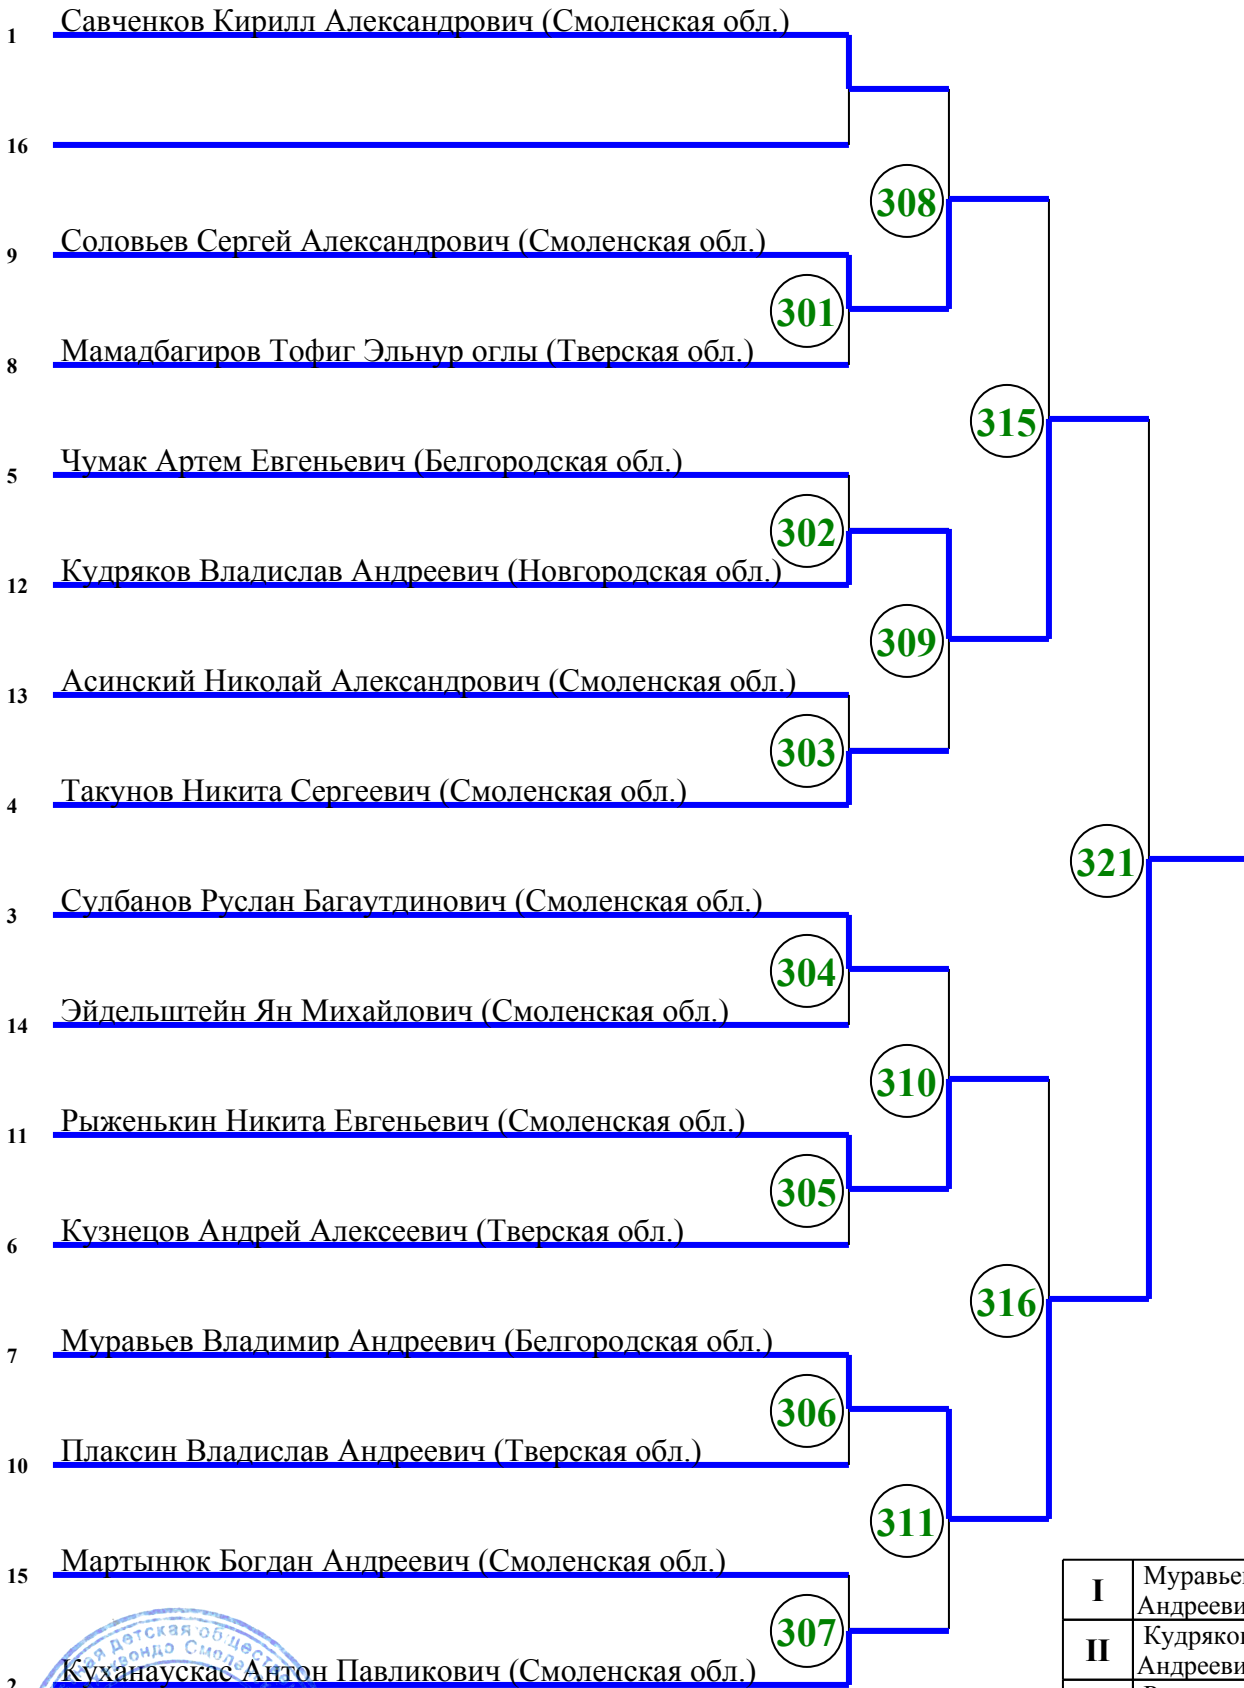 1 Савченков Кирилл Александрович (Смоленская обл.)
16
308
9 Соловьев Сергей Александрович (Смоленская обл.)
301
8 Мамадбагиров Тофиг Эльнур оглы (Тверская обл.)
315
5 Чумак Артем Евгеньевич (Белгородская обл.)
302
12 Кудряков Владислав Андреевич (Новгородская обл.)
309
13 Асинский Николай Александрович (Смоленская обл.)
303
4 Такунов Никита Сергеевич (Смоленская обл.)
321
3 Сулбанов Руслан Багаутдинович (Смоленская обл.)
304
14 Эйдельштейн Ян Михайлович (Смоленская обл.)
310
11 Рыженькин Никита Евгеньевич (Смоленская обл.)
305
6 Кузнецов Андрей Алексеевич (Тверская обл.)
316
7 Муравьев Владимир Андреевич (Белгородская обл.)
306
10 Плаксин Владислав Андреевич (Тверская обл.)
311
15 Мартынюк Богдан Андреевич (Смоленская обл.)
307
2 Куханаускас Антон Павликович (Смоленская обл.)
I Муравьев
Андреевич
II Кудряков
Андреевич
детская